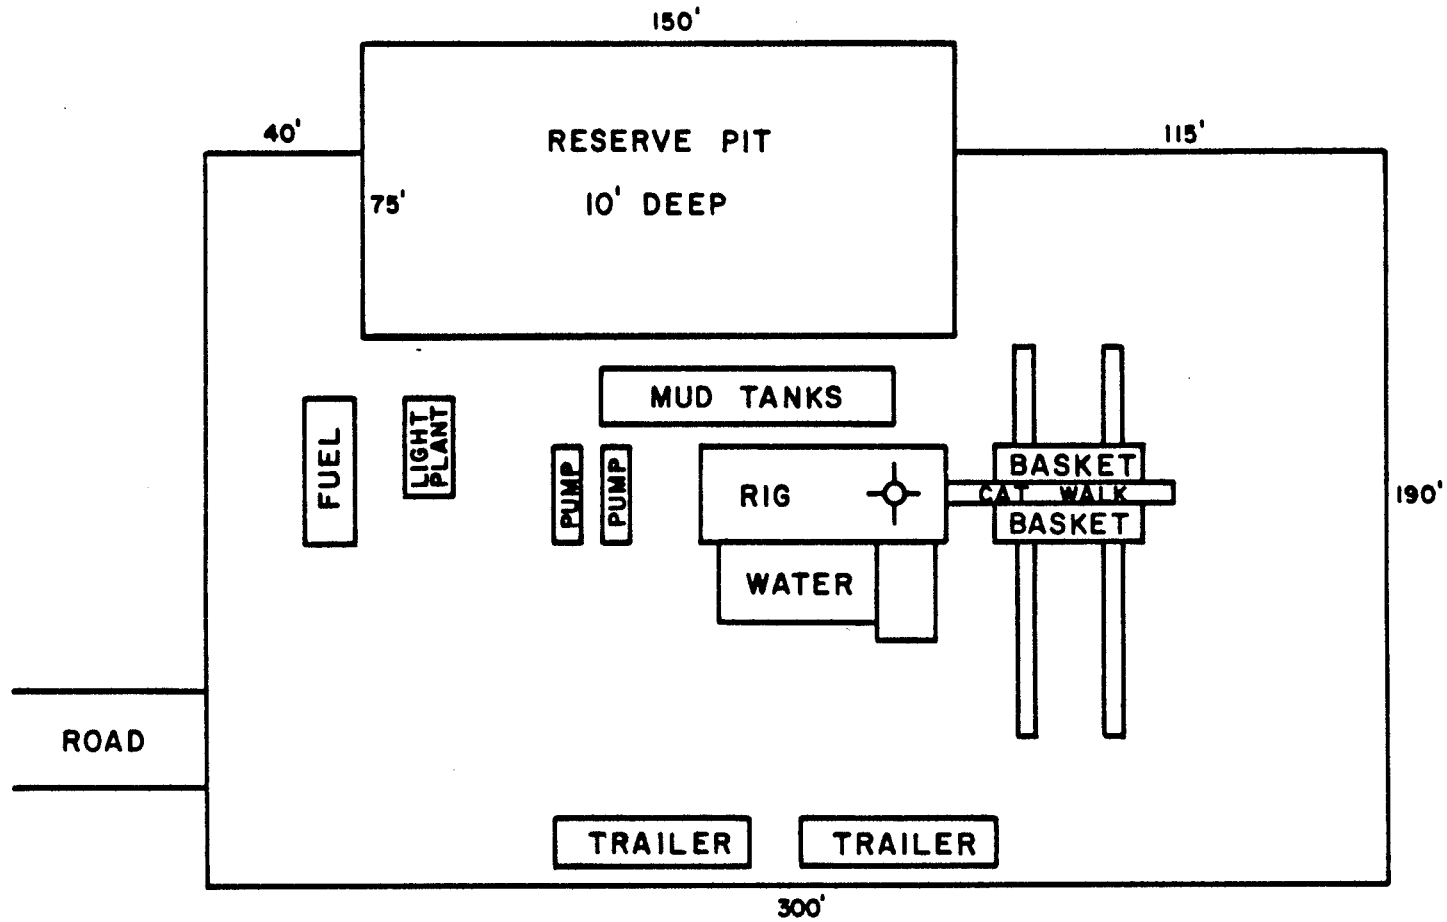 150'
40'
115'
RESERVE PIT
75'
10' DEEP
MUD TANKS
FUEL
LIGHT
PLANT
PUMP
PUMP
RIG
BASKET
CAT WALK
BASKET
190'
WATER
ROAD
TRAILER
TRAILER
300'